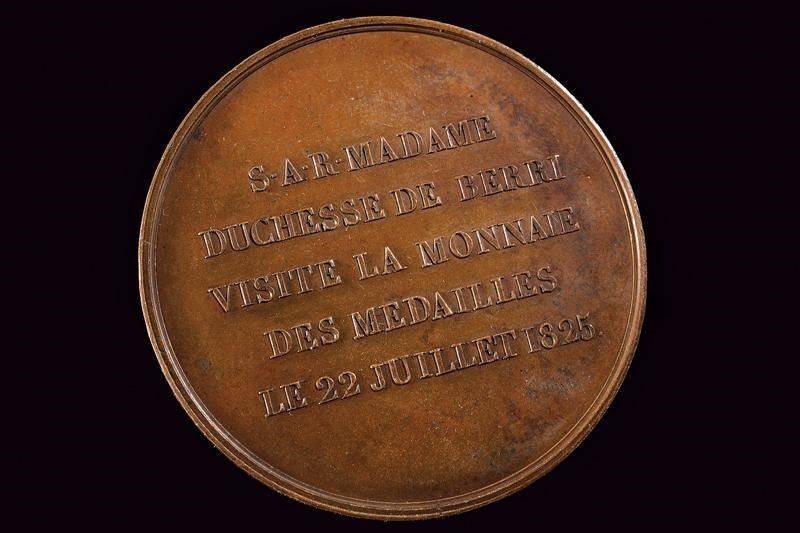 S·A·R·MADAME
DUCHESSE DE BERRI
VISITE LA MONNAIE
DES MEDAILLES
LE 22 JUILLET 1825.